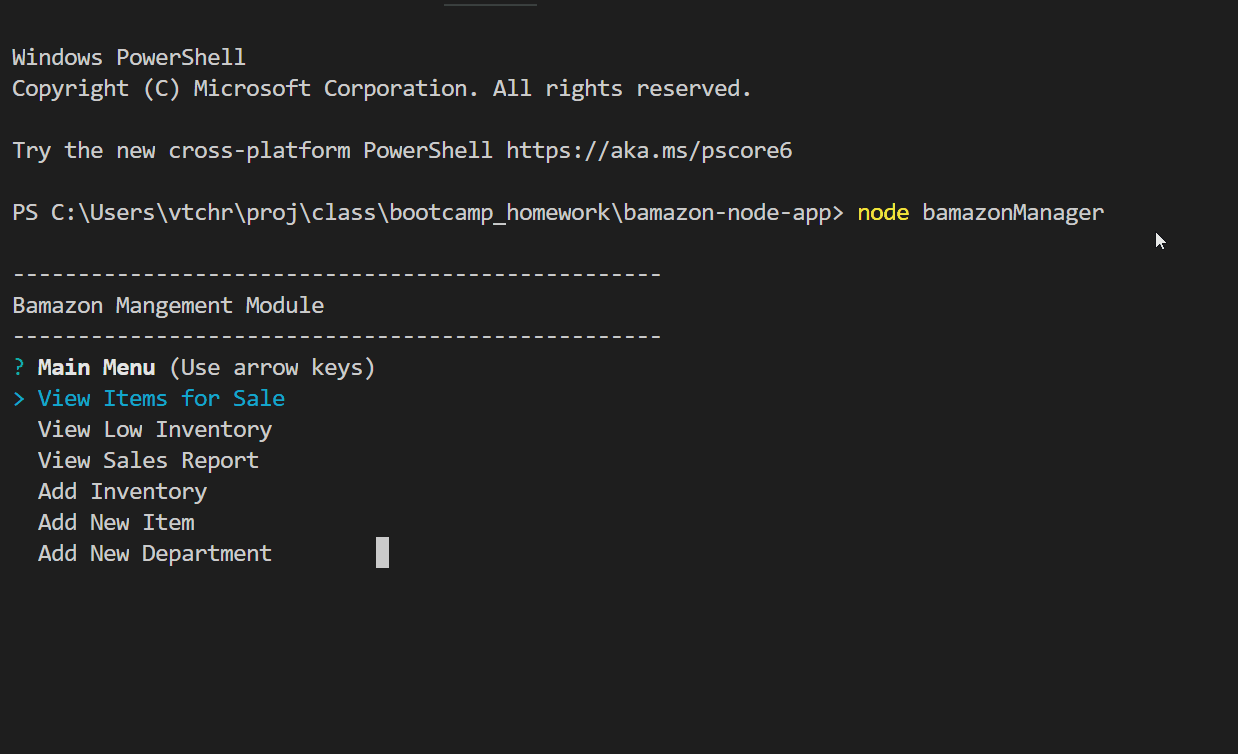 Windows PowerShell
Copyright (C) Microsoft Corporation. All rights reserved.
Try the new cross-platform PowerShell https://aka.ms/pscore6
PS C:\Users\vtchr\proj\class\bootcamp_homework\bamazon-node-app> node bamazonManager
--------------------------------------------------
Bamazon Mangement Module
--------------------------------------------------
? Main Menu (Use arrow keys)
> View Items for Sale
View Low Inventory
View Sales Report
Add Inventory
Add New Item
Add New Department